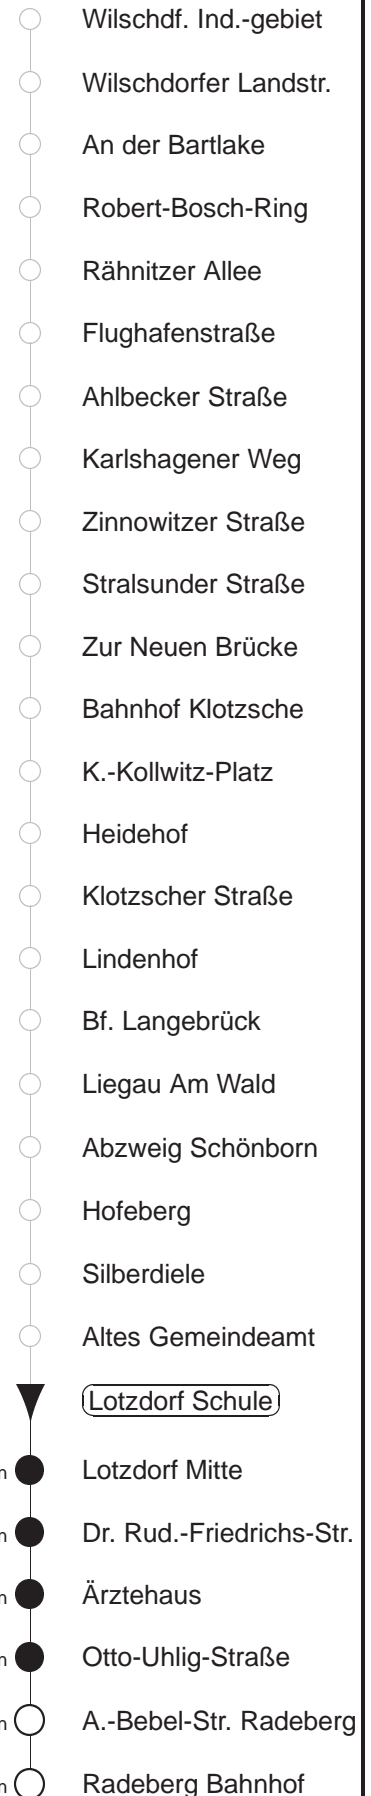 Wilschdf. Ind.-gebiet
Wilschdorfer Landstr.
An der Bartlake
Robert-Bosch-Ring
Rähnitzer Allee
Flughafenstraße
Ahlbecker Straße
Karlshagener Weg
Zinnowitzer Straße
Stralsunder Straße
Zur Neuen Brücke
Bahnhof Klotzsche
K.-Kollwitz-Platz
Heidehof
Klotzscher Straße
Lindenhof
Bf. Langebrück
Liegau Am Wald
Abzweig Schönborn
Hofeberg
Silberdiele
Altes Gemeindeamt
Lotzdorf Schule
Lotzdorf Mitte
Dr. Rud.-Friedrichs-Str.
Ärztehaus
Otto-Uhlig-Straße
A.-Bebel-Str. Radeberg
Radeberg Bahnhof